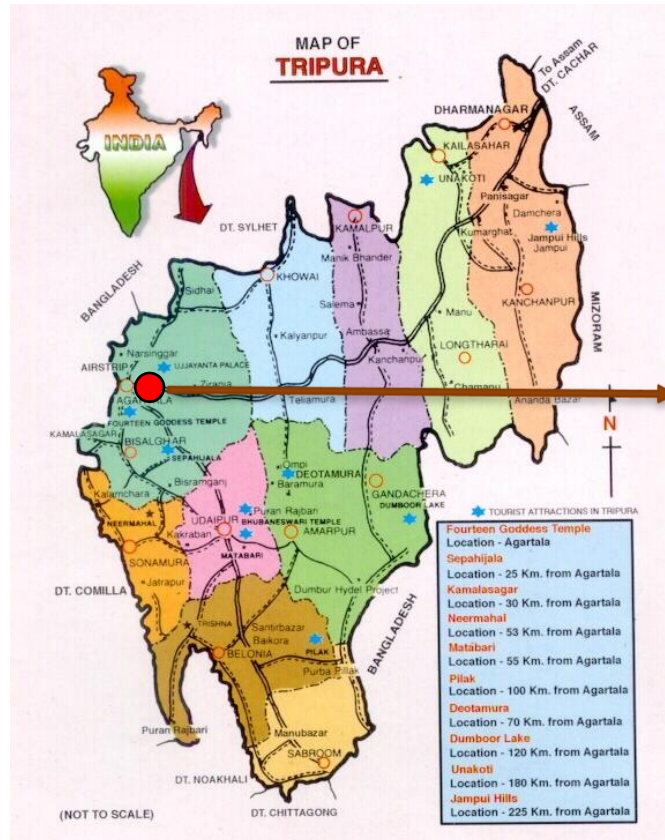 MAP OF
TRIPURA
INDIA
To Assam
DT. CACHAR
ASSAM
DHARMANAGAR
KAILASAHAR
UNAKOTI
Panisagar
Damchera
Kumarghat
Jampui Hills
Jampui
DT. SYLHET
KAMALPUR
Manik Bhander
BANGLADESH
Sidhai
KHOWAI
KANCHANPUR
MIZORAM
Salema
Manu
Kalyanpur
Ambassa
Narsinggar
UJJAYANTA PALACE
Kanchanpur
LONGTHARAI
AIRSTRIP
Zirania
Chamanu
Teliamura
Ananda Bazar
FOURTEEN GODDESS TEMPLE
N
KAMALASAGAR
BISALGHAR
SEPAHIJALA
Ompi
DEOTAMURA
Baramura
Bisramganj
Kalamchara
GANDACHERA
DUMBOOR LAKE
NEERMAHAL
Puran Rajbari
UDAIPUR
BHUBANESWARI TEMPLE
Kakraban
AMARPUR
MATABARI
SONAMURA
Jatrapur
DT. COMILLA
Dumbur Hydel Project
TRISHNA
Santirbazar
Baikora
BELONIA
PILAK
Purba Pillak
BANGLADESH
Puran Rajbari
Manubazar
SABROOM
DT. NOAKHALI
DT. CHITTAGONG
(NOT TO SCALE)
TOURIST ATTRACTIONS IN TRIPURA
Fourteen Goddess Temple
Location - Agartala
Sepahijala
Location - 25 Km. from Agartala
Kamalasagar
Location - 30 Km. from Agartala
Neermahal
Location - 53 Km. from Agartala
Matabari
Location - 55 Km. from Agartala
Pilak
Location - 100 Km. from Agartala
Deotamura
Location - 70 Km. from Agartala
Dumboor Lake
Location - 120 Km. from Agartala
Unakoti
Location - 180 Km. from Agartala
Jampui Hills
Location - 225 Km. from Agartala